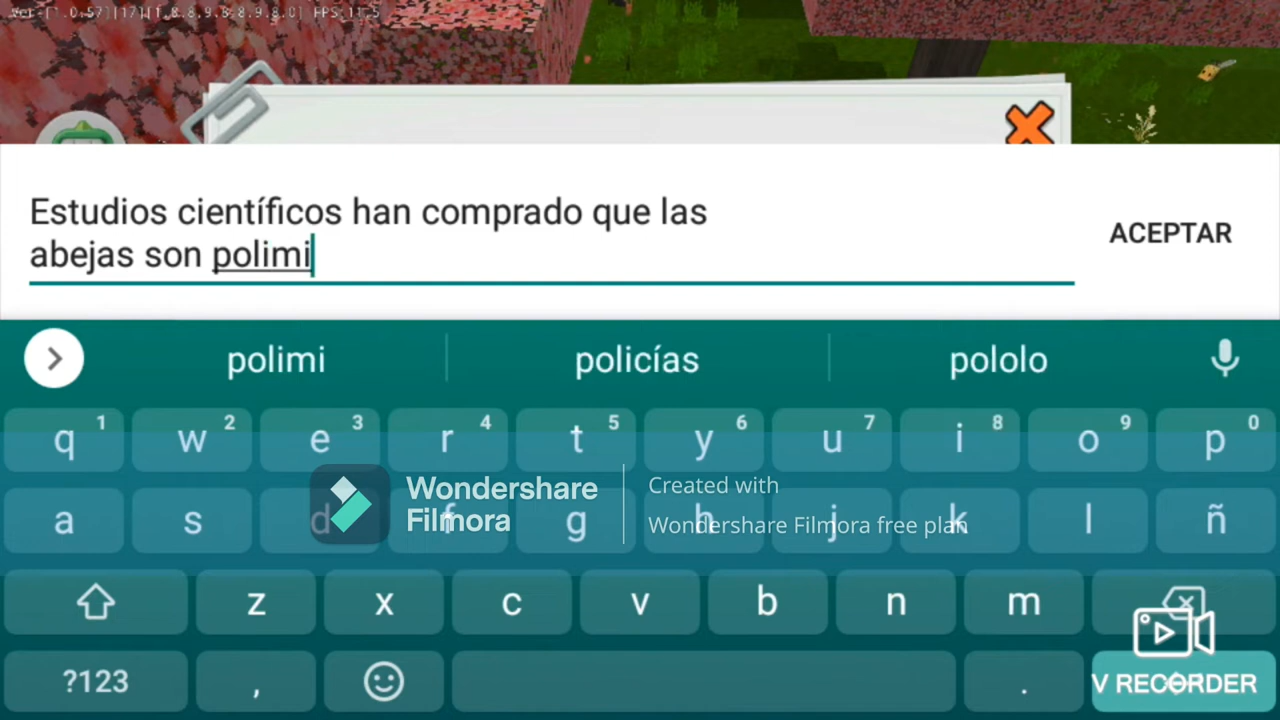 Estudios científicos han comprado que las
abejas son polimi
ACEPTAR
polimi policías pololo
q 1 w 2 e 3 r 4 t 5 y 6 u 7 i 8 o 9 p 0
a s d f g h j k l ñ
Wondershare
Filmora
Created with
Wondershare Filmora free plan
z x c v b n m
?123 , .
V RECORDER